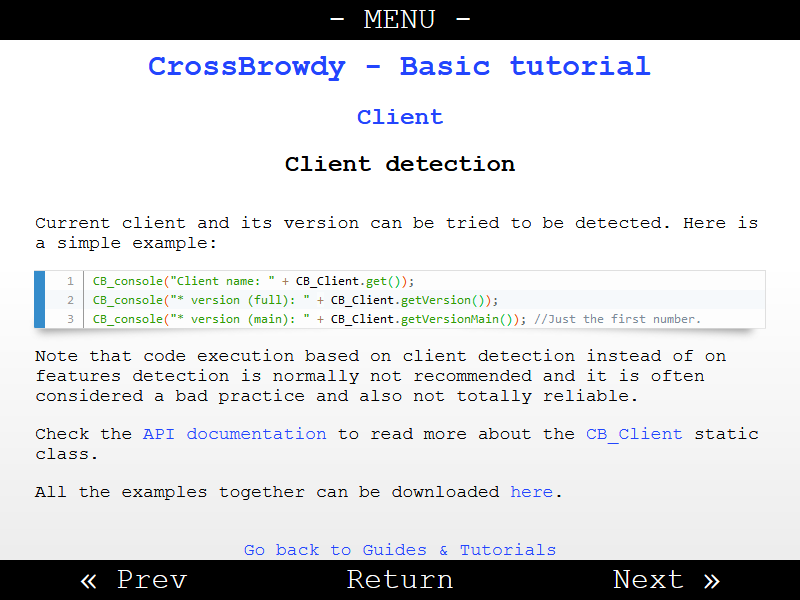 - MENU -
CrossBrowdy - Basic tutorial
Client
Client detection
Current client and its version can be tried to be detected. Here is
a simple example:
1 CB_console("Client name: " + CB_Client.get());
2 CB_console("* version (full): " + CB_Client.getVersion());
3 CB_console("* version (main): " + CB_Client.getVersionMain()); //Just the first number.
Note that code execution based on client detection instead of on
features detection is normally not recommended and it is often
considered a bad practice and also not totally reliable.
Check the API documentation to read more about the CB_Client static
class.
All the examples together can be downloaded here.
Go back to Guides & Tutorials
« Prev Return Next »